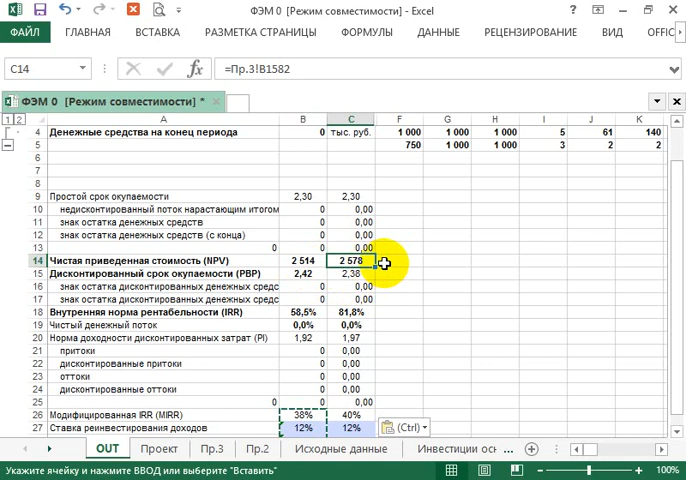 ФЭМ 0 [Режим совместимости] - Excel
ФАЙЛ ГЛАВНАЯ ВСТАВКА РАЗМЕТКА СТРАНИЦЫ ФОРМУЛЫ ДАННЫЕ РЕЦЕНЗИРОВАНИЕ ВИД OFFIC
C14 fx =Пр.3!B1582
ФЭМ 0 [Режим совместимости] *
1 2 A B C F G H I J K
4 Денежные средства на конец периода 0 тыс. руб. 1 000 1 000 1 000 5 61 140
5 750 1 000 1 000 3 2 2
6
7
8
9 Простой срок окупаемости 2,30 2,30
10 недисконтированный поток нарастающим итогом 0 0,00
11 знак остатка денежных средств 0 0,00
12 знак остатка денежных средств (с конца) 0 0,00
13 0 0 0,00
14 Чистая приведенная стоимость (NPV) 2 514 2 578
15 Дисконтированный срок окупаемости (PBP) 2,42 2,38
16 знак остатка дисконтированных денежных средс 0 0,00
17 знак остатка дисконтированных денежных средс 0 0,00
18 Внутренняя норма рентабельности (IRR) 58,5% 81,8%
19 Чистый денежный поток 0,0% 0,0%
20 Норма доходности дисконтированных затрат (PI) 1,92 1,97
21 притоки 0 0,00
22 дисконтированные притоки 0 0,00
23 оттоки 0 0,00
24 дисконтированные оттоки 0 0,00
25 0 0 0,00
26 Модифицированная IRR (MIRR) 38% 40%
27 Ставка реинвестирования доходов 12% 12%
(Ctrl)
OUT Проект Пр.3 Пр.2 Исходные данные Инвестиции осн ...
Укажите ячейку и нажмите ВВОД или выберите "Вставить" 100%